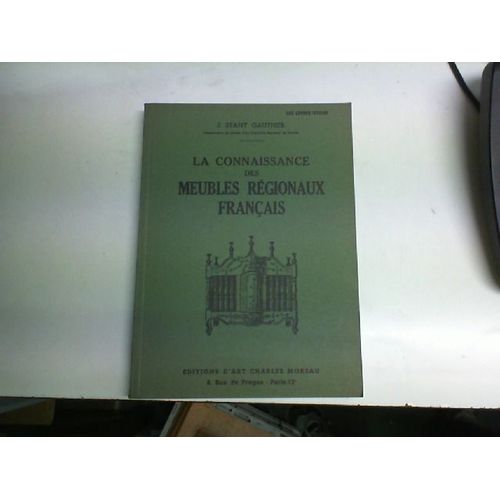 J. STANY GAUTHIER
LA CONNAISSANCE
DES
MEUBLES RÉGIONAUX
FRANÇAIS
EDITIONS D'ART CHARLES MOREAU
8, Rue de Prague - Paris-12e